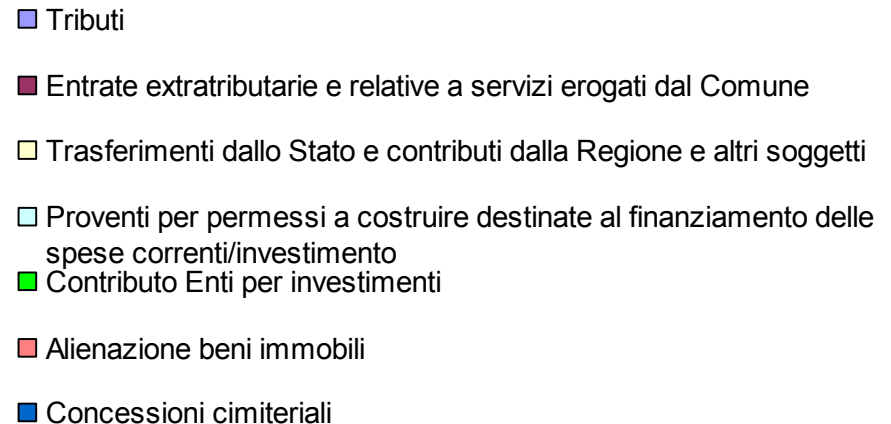 Tributi
Entrate extratributarie e relative a servizi erogati dal Comune
Trasferimenti dallo Stato e contributi dalla Regione e altri soggetti
Proventi per permessi a costruire destinate al finanziamento delle
spese correnti/investimento
Contributo Enti per investimenti
Alienazione beni immobili
Concessioni cimiteriali